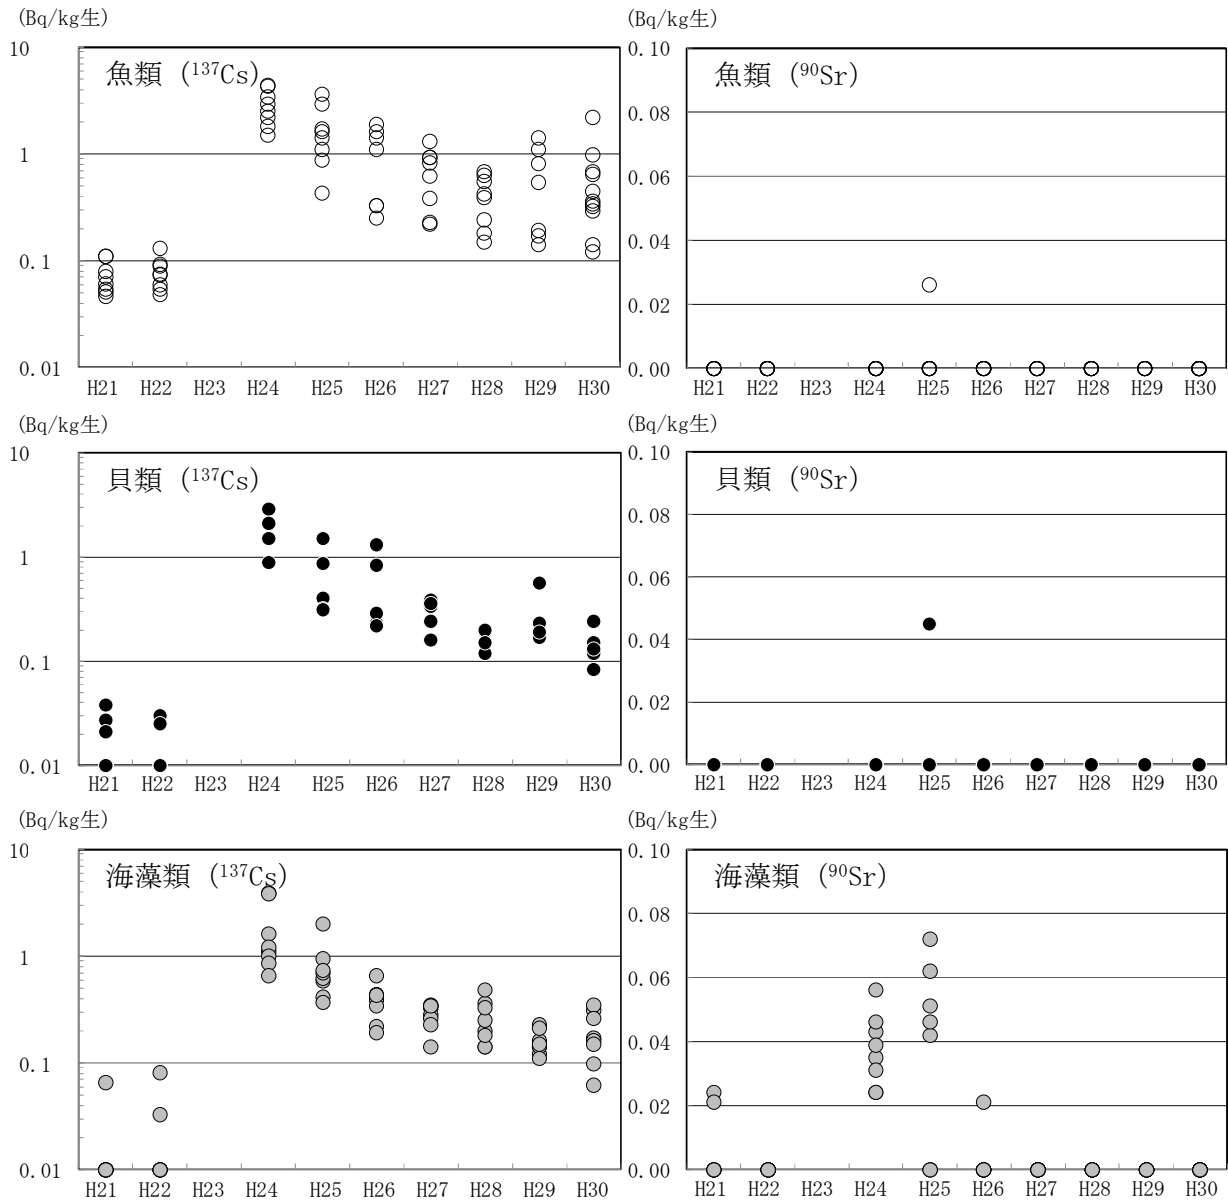 (Bq/kg生)
魚類 (¹³⁷Cs)
10
1
0.1
0.01
H21 H22 H23 H24 H25 H26 H27 H28 H29 H30
(Bq/kg生)
魚類 (⁹⁰Sr)
0.10
0.08
0.06
0.04
0.02
0.00
H21 H22 H23 H24 H25 H26 H27 H28 H29 H30
(Bq/kg生)
貝類 (¹³⁷Cs)
10
1
0.1
0.01
H21 H22 H23 H24 H25 H26 H27 H28 H29 H30
(Bq/kg生)
貝類 (⁹⁰Sr)
0.10
0.08
0.06
0.04
0.02
0.00
H21 H22 H23 H24 H25 H26 H27 H28 H29 H30
(Bq/kg生)
海藻類 (¹³⁷Cs)
10
1
0.1
0.01
H21 H22 H23 H24 H25 H26 H27 H28 H29 H30
(Bq/kg生)
海藻類 (⁹⁰Sr)
0.10
0.08
0.06
0.04
0.02
0.00
H21 H22 H23 H24 H25 H26 H27 H28 H29 H30